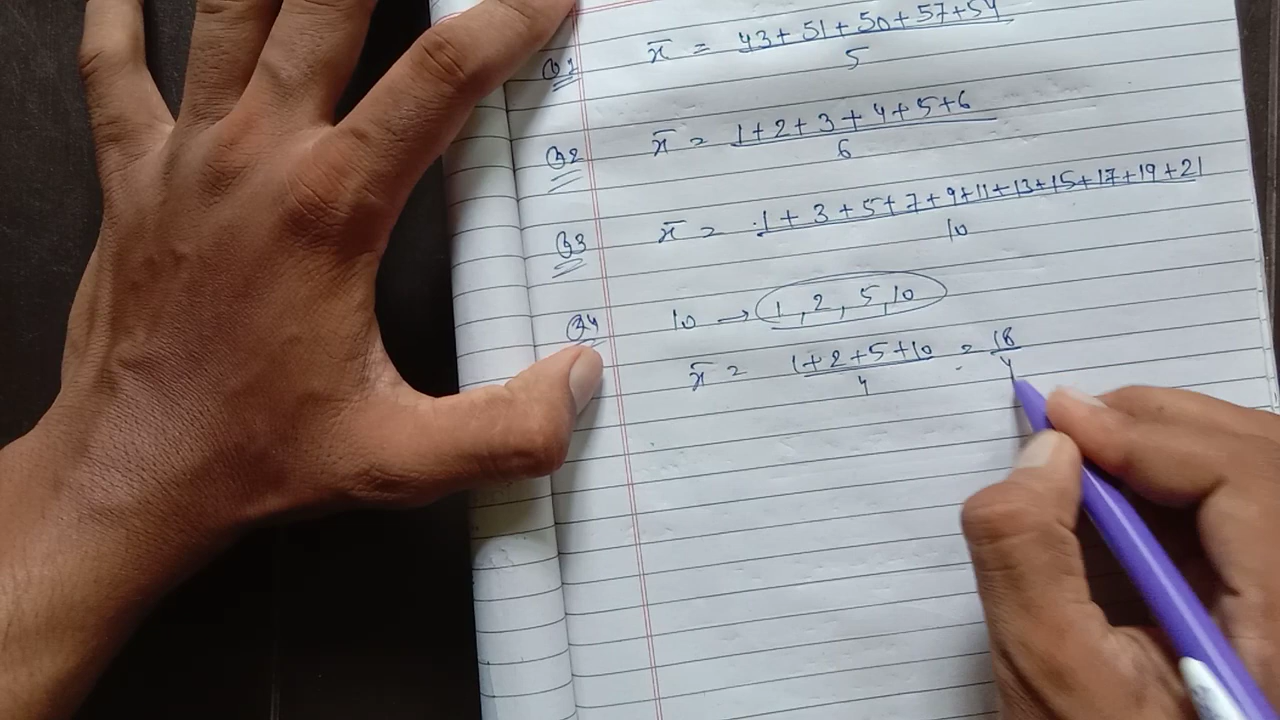 Q1 x̄ = 43+51+50+57+54 / 5
Q2 x̄ = 1+2+3+4+5+6 / 6
Q3 x̄ = 1+3+5+7+9+11+13+15+17+19+21 / 10
Q4 10 → 1, 2, 5, 10
x̄ = 1+2+5+10 / 4 = 18 / 4